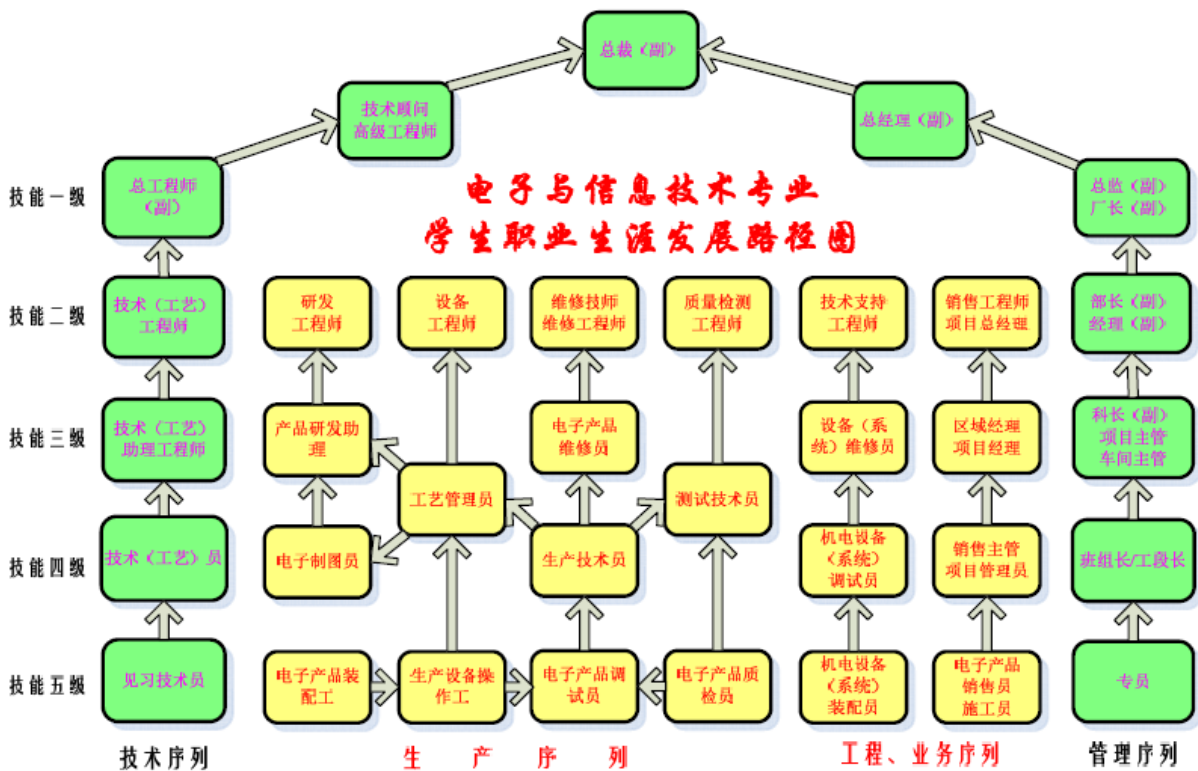 总裁（副）
技术顾问
高级工程师
总经理（副）
电子与信息技术专业
学生职业生涯发展路径图
技能一级
总工程师
（副）
总监（副）
厂长（副）
技能二级
技术（工艺）
工程师
研发
工程师
设备
工程师
维修技师
维修工程师
质量检测
工程师
技术支持
工程师
销售工程师
项目总经理
部长（副）
经理（副）
技能三级
技术（工艺）
助理工程师
产品研发助
理
电子产品
维修员
设备（系
统）维修员
区域经理
项目经理
科长（副）
项目主管
车间主管
工艺管理员
测试技术员
技能四级
技术（工艺）员
电子制图员
生产技术员
机电设备
（系统）
调试员
销售主管
项目管理员
班组长/工段长
技能五级
见习技术员
电子产品装
配工
生产设备操
作工
电子产品调
试员
电子产品质
检员
机电设备
（系统）
装配员
电子产品
销售员
施工员
专员
技术序列
生产序列
工程、业务序列
管理序列